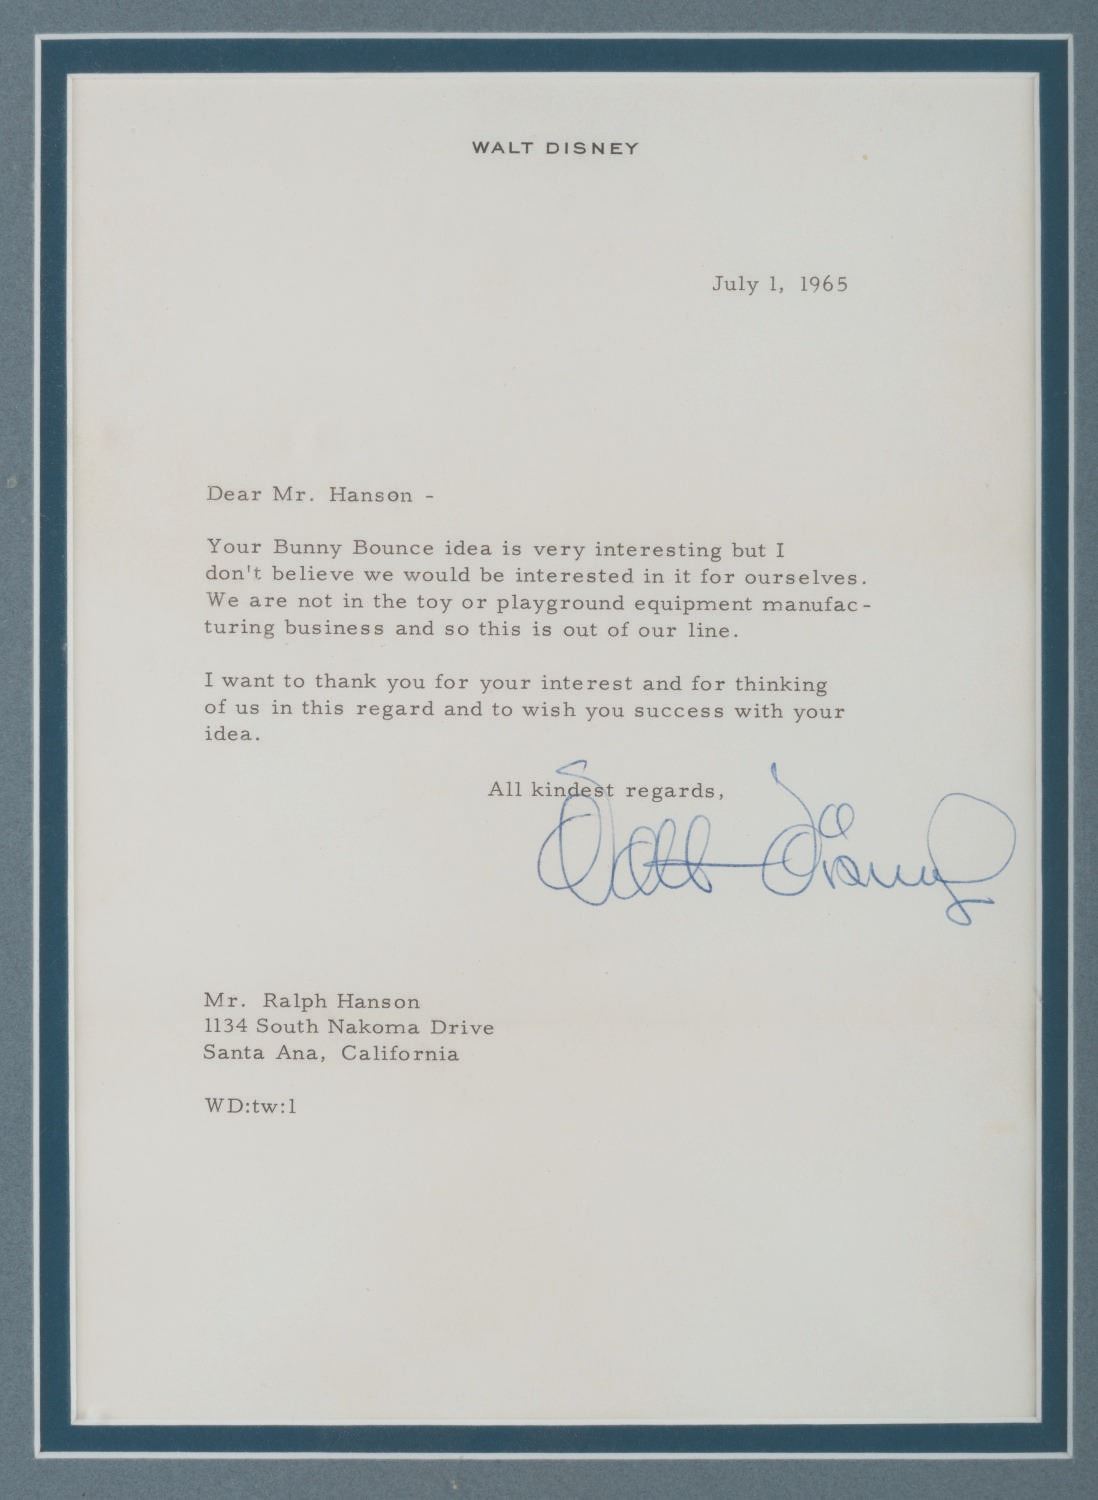 WALT DISNEY
July 1, 1965
Dear Mr. Hanson -
Your Bunny Bounce idea is very interesting but I
don't believe we would be interested in it for ourselves.
We are not in the toy or playground equipment manufac-
turing business and so this is out of our line.
I want to thank you for your interest and for thinking
of us in this regard and to wish you success with your
idea.
All kindest regards,
Walt Disney
Mr. Ralph Hanson
1134 South Nakoma Drive
Santa Ana, California
WD:tw:1